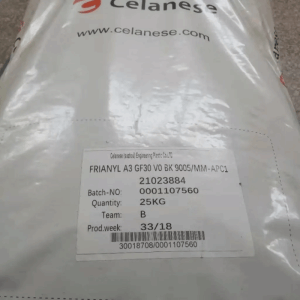 Celanese
www.celanese.com
FRIANYL A3 GF30 V0 BK 9005/MM-APC1
21023884
Batch-NO: 0001107560
Quantity: 25KG
Team: B
Prod.week: 33/18
30018708/0001107560